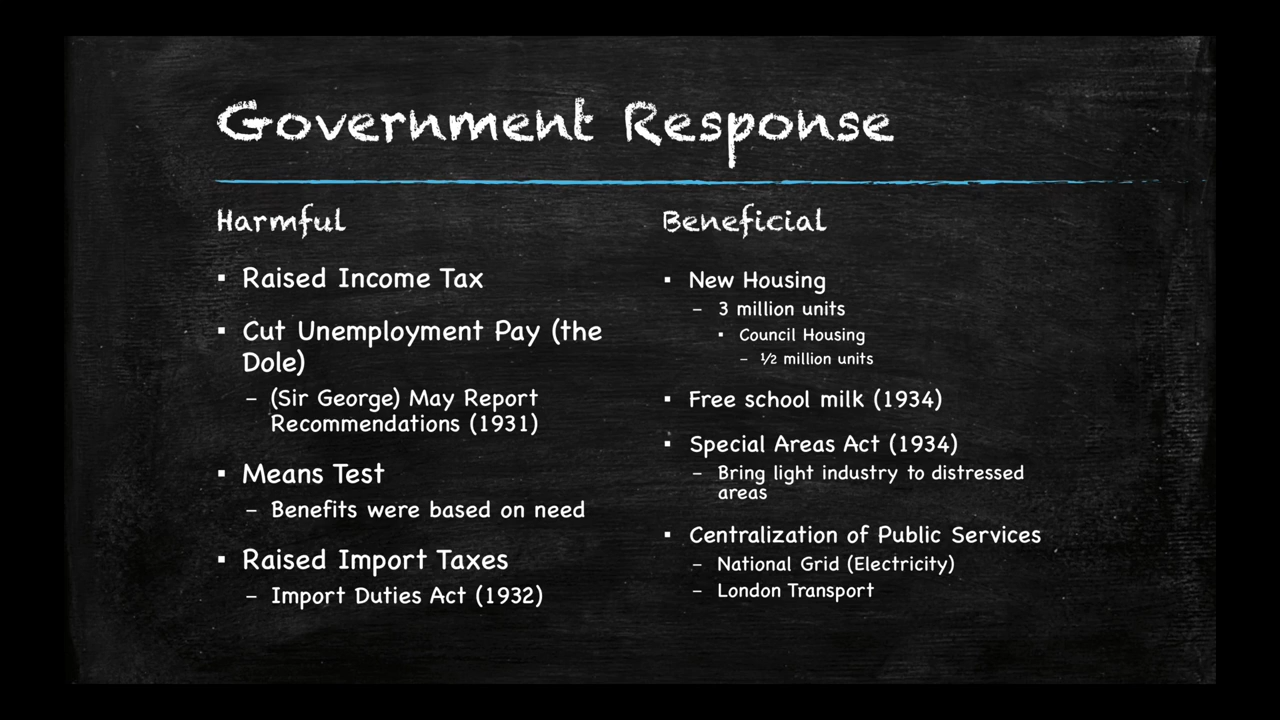 Government Response
Harmful
▪ Raised Income Tax
▪ Cut Unemployment Pay (the
Dole)
– (Sir George) May Report
Recommendations (1931)
▪ Means Test
– Benefits were based on need
▪ Raised Import Taxes
– Import Duties Act (1932)
Beneficial
▪ New Housing
– 3 million units
▪ Council Housing
– ½ million units
▪ Free school milk (1934)
▪ Special Areas Act (1934)
– Bring light industry to distressed
areas
▪ Centralization of Public Services
– National Grid (Electricity)
– London Transport